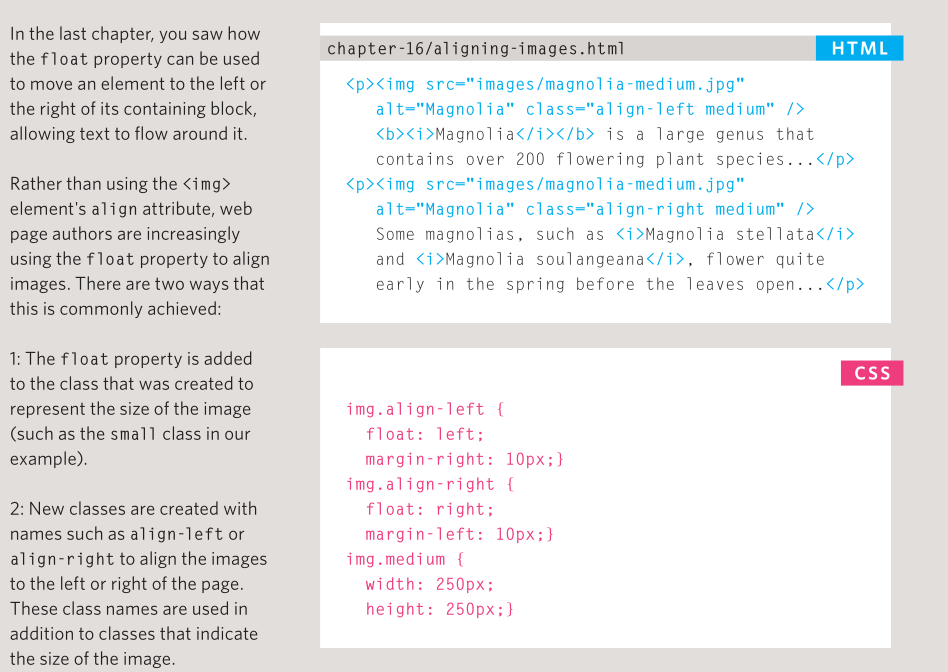 In the last chapter, you saw how
the float property can be used
to move an element to the left or
the right of its containing block,
allowing text to flow around it.
Rather than using the <img>
element's align attribute, web
page authors are increasingly
using the float property to align
images. There are two ways that
this is commonly achieved:
1: The float property is added
to the class that was created to
represent the size of the image
(such as the small class in our
example).
2: New classes are created with
names such as align-left or
align-right to align the images
to the left or right of the page.
These class names are used in
addition to classes that indicate
the size of the image.
chapter-16/aligning-images.html HTML
<p><img src="images/magnolia-medium.jpg"
alt="Magnolia" class="align-left medium" />
<b><i>Magnolia</i></b> is a large genus that
contains over 200 flowering plant species...</p>
<p><img src="images/magnolia-medium.jpg"
alt="Magnolia" class="align-right medium" />
Some magnolias, such as <i>Magnolia stellata</i>
and <i>Magnolia soulangeana</i>, flower quite
early in the spring before the leaves open...</p>
CSS
img.align-left {
float: left;
margin-right: 10px;}
img.align-right {
float: right;
margin-left: 10px;}
img.medium {
width: 250px;
height: 250px;}